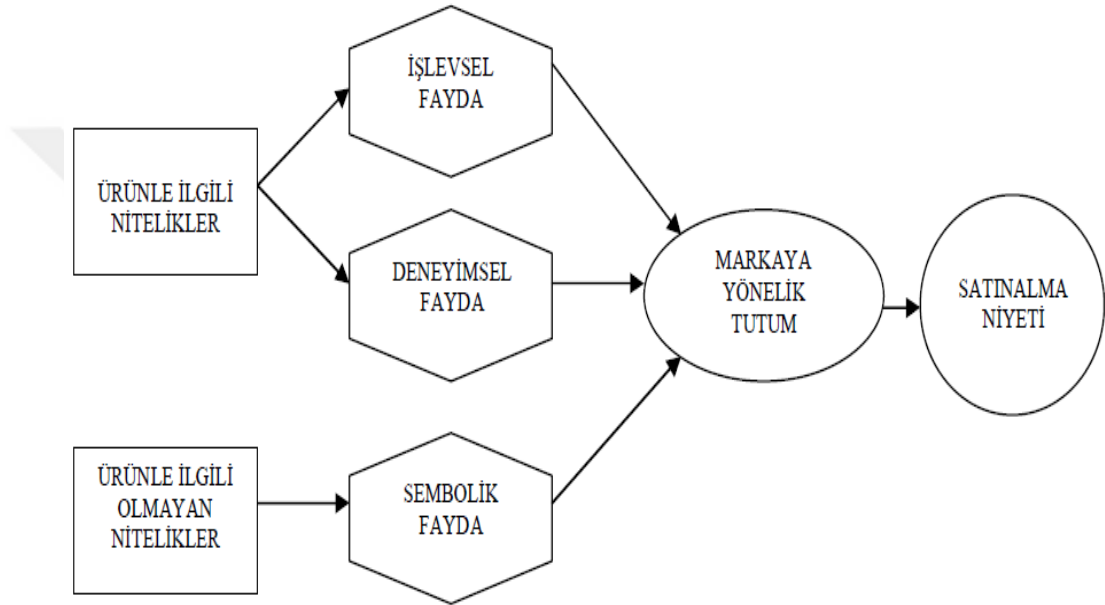 İŞLEVSEL
FAYDA
ÜRÜNLE İLGİLİ
NİTELİKLER
DENEYİMSEL
FAYDA
MARKAYA
YÖNELİK
TUTUM
SATINALMA
NİYETİ
ÜRÜNLE İLGİLİ
OLMAYAN
NİTELİKLER
SEMBOLİK
FAYDA